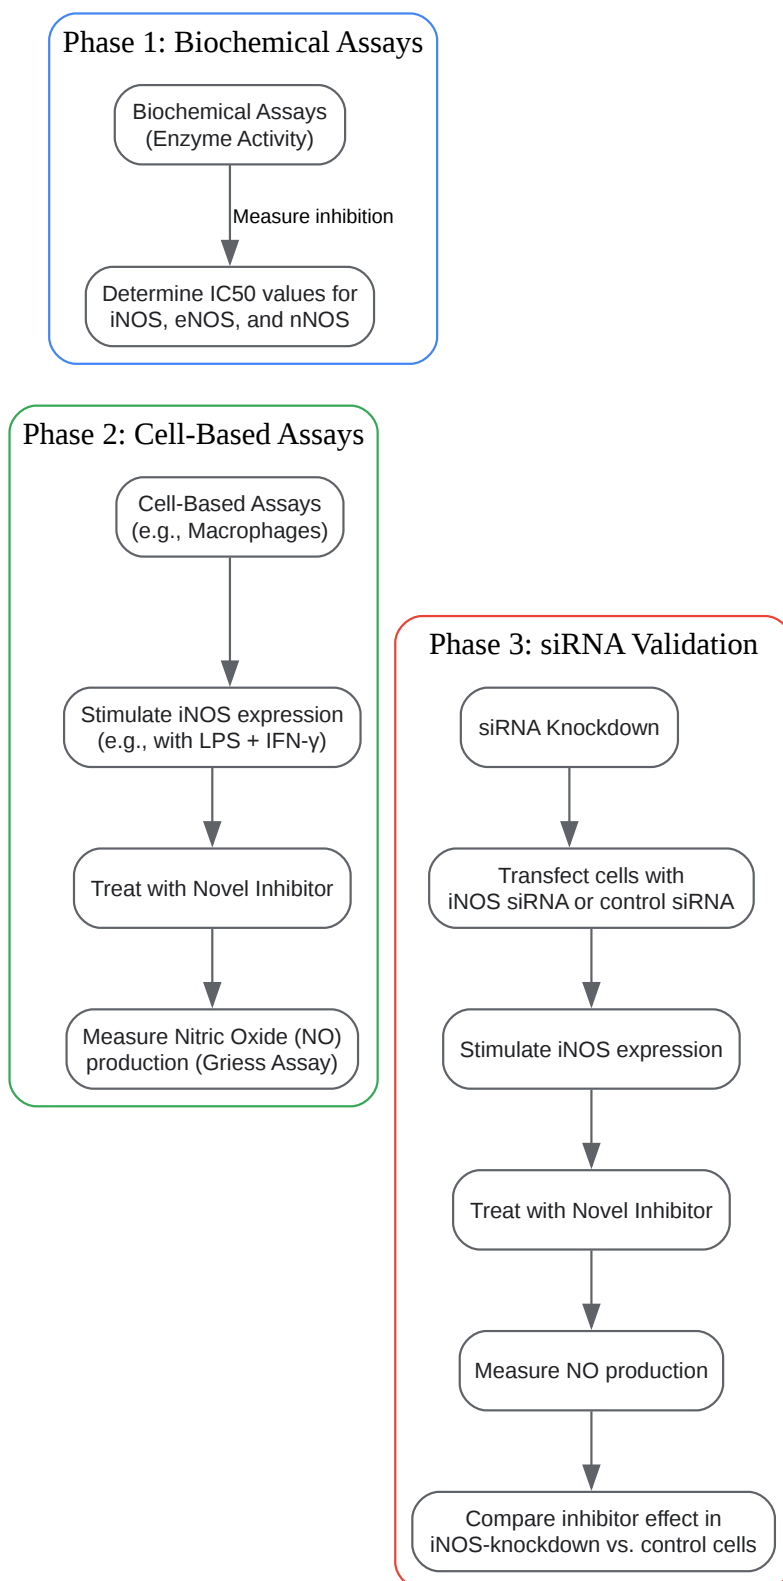 Phase 1: Biochemical Assays
Biochemical Assays
(Enzyme Activity)
Measure inhibition
Determine IC50 values for
iNOS, eNOS, and nNOS
Phase 2: Cell-Based Assays
Cell-Based Assays
(e.g., Macrophages)
Stimulate iNOS expression
(e.g., with LPS + IFN-γ)
Treat with Novel Inhibitor
Measure Nitric Oxide (NO)
production (Griess Assay)
Phase 3: siRNA Validation
siRNA Knockdown
Transfect cells with
iNOS siRNA or control siRNA
Stimulate iNOS expression
Treat with Novel Inhibitor
Measure NO production
Compare inhibitor effect in
iNOS-knockdown vs. control cells